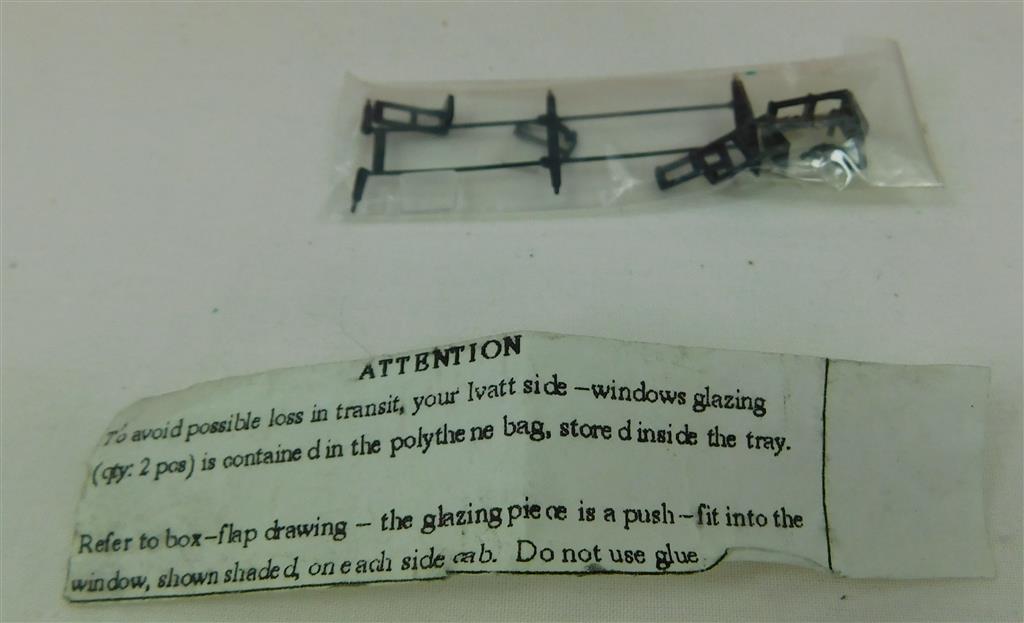 ATTENTION
To avoid possible loss in transit, your Ivatt side-windows glazing
(qty: 2 pcs) is contained in the polythene bag, stored inside the tray.
Refer to box-flap drawing - the glazing piece is a push-fit into the
window, shown shaded, on each side cab. Do not use glue